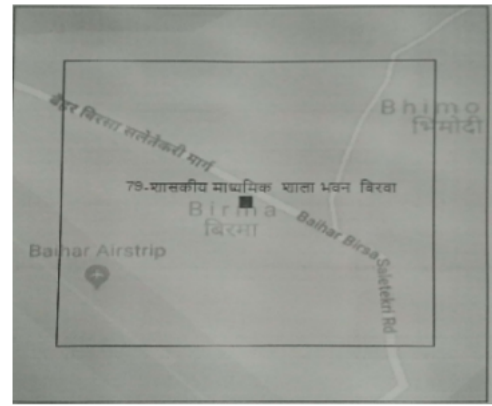 Bhimo
भिमोदी
बैहर बिरसा सलेतेकरी मार्ग
79-शासकीय माध्यमिक शाला भवन बिरवा
Birma
बिरमा
Baihar Birsa Saletekri Rd
Baihar Airstrip